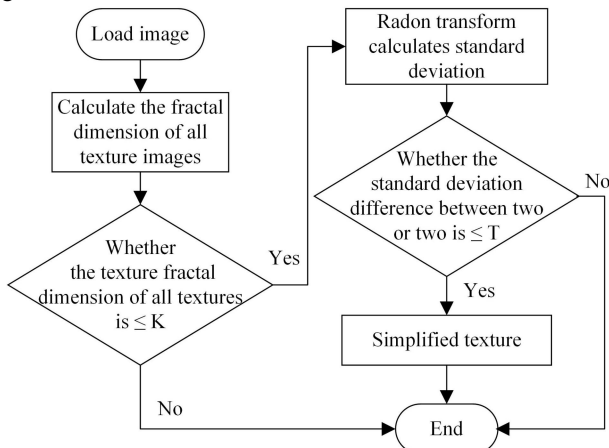 Load image
Calculate the fractal
dimension of all
texture images
Whether
the texture fractal
dimension of all textures
is ≤ K
Yes
No
Radon transform
calculates standard
deviation
Whether the
standard deviation
difference between two
or two is ≤ T
No
Yes
Simplified texture
End